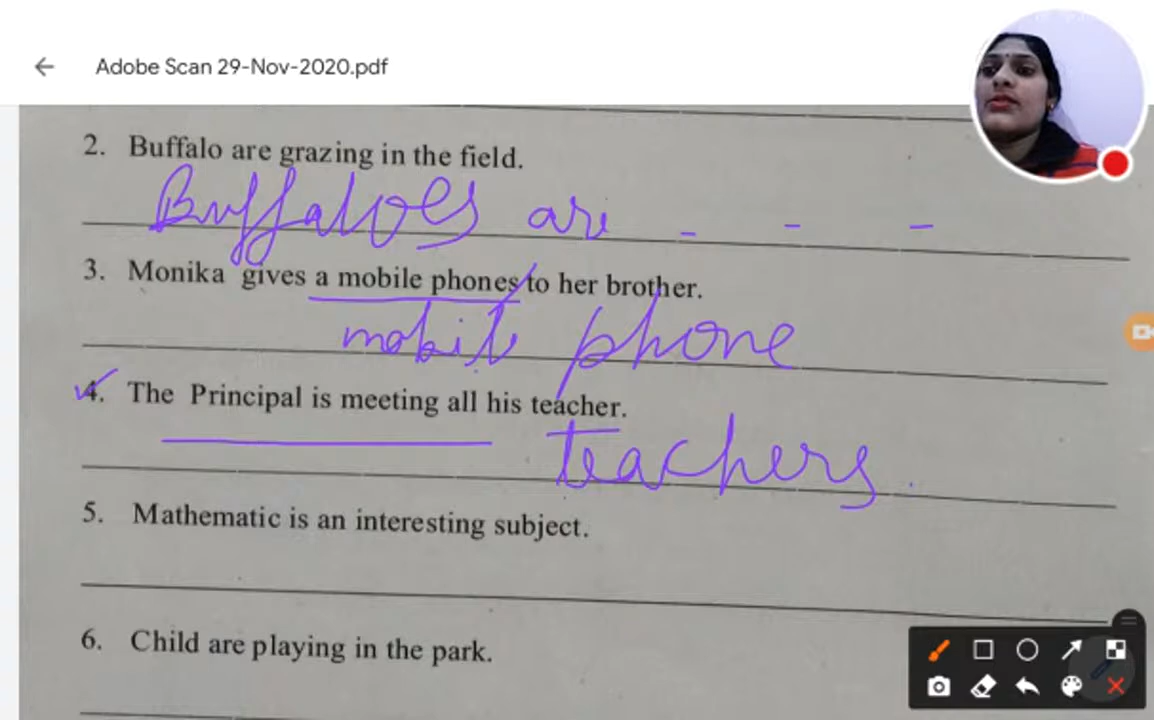 Adobe Scan 29-Nov-2020.pdf
2. Buffalo are grazing in the field.
Buffaloes are - - -
3. Monika gives a mobile phones to her brother.
mobile phone
4. The Principal is meeting all his teacher.
teachers.
5. Mathematic is an interesting subject.
6. Child are playing in the park.